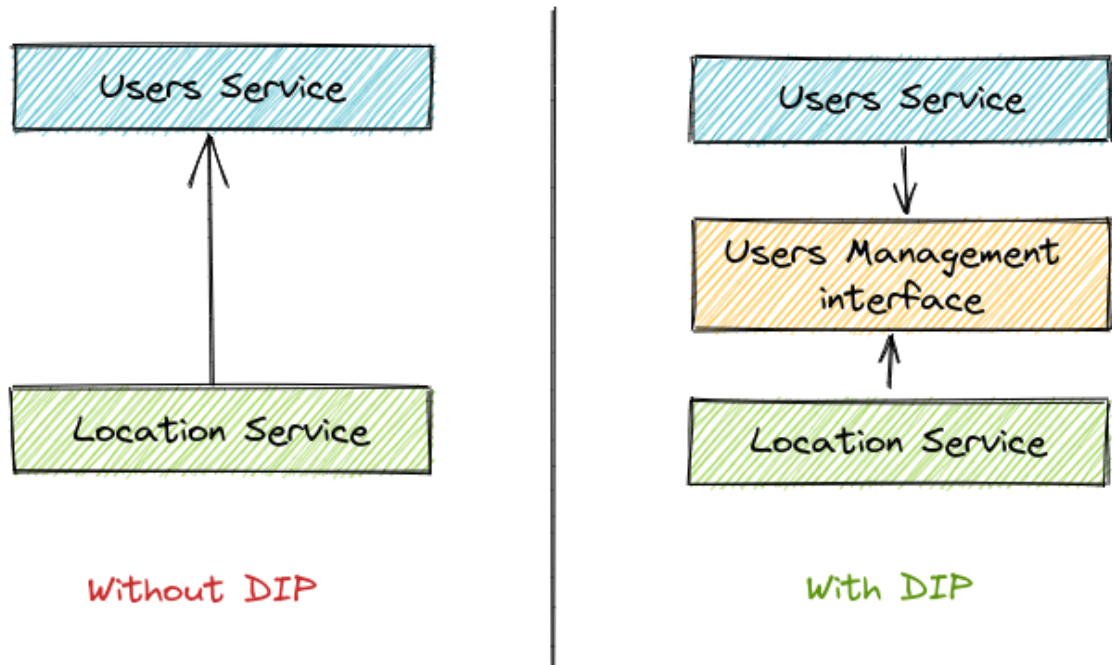 Users Service
Location Service
Without DIP
Users Service
Users Management
interface
Location Service
With DIP